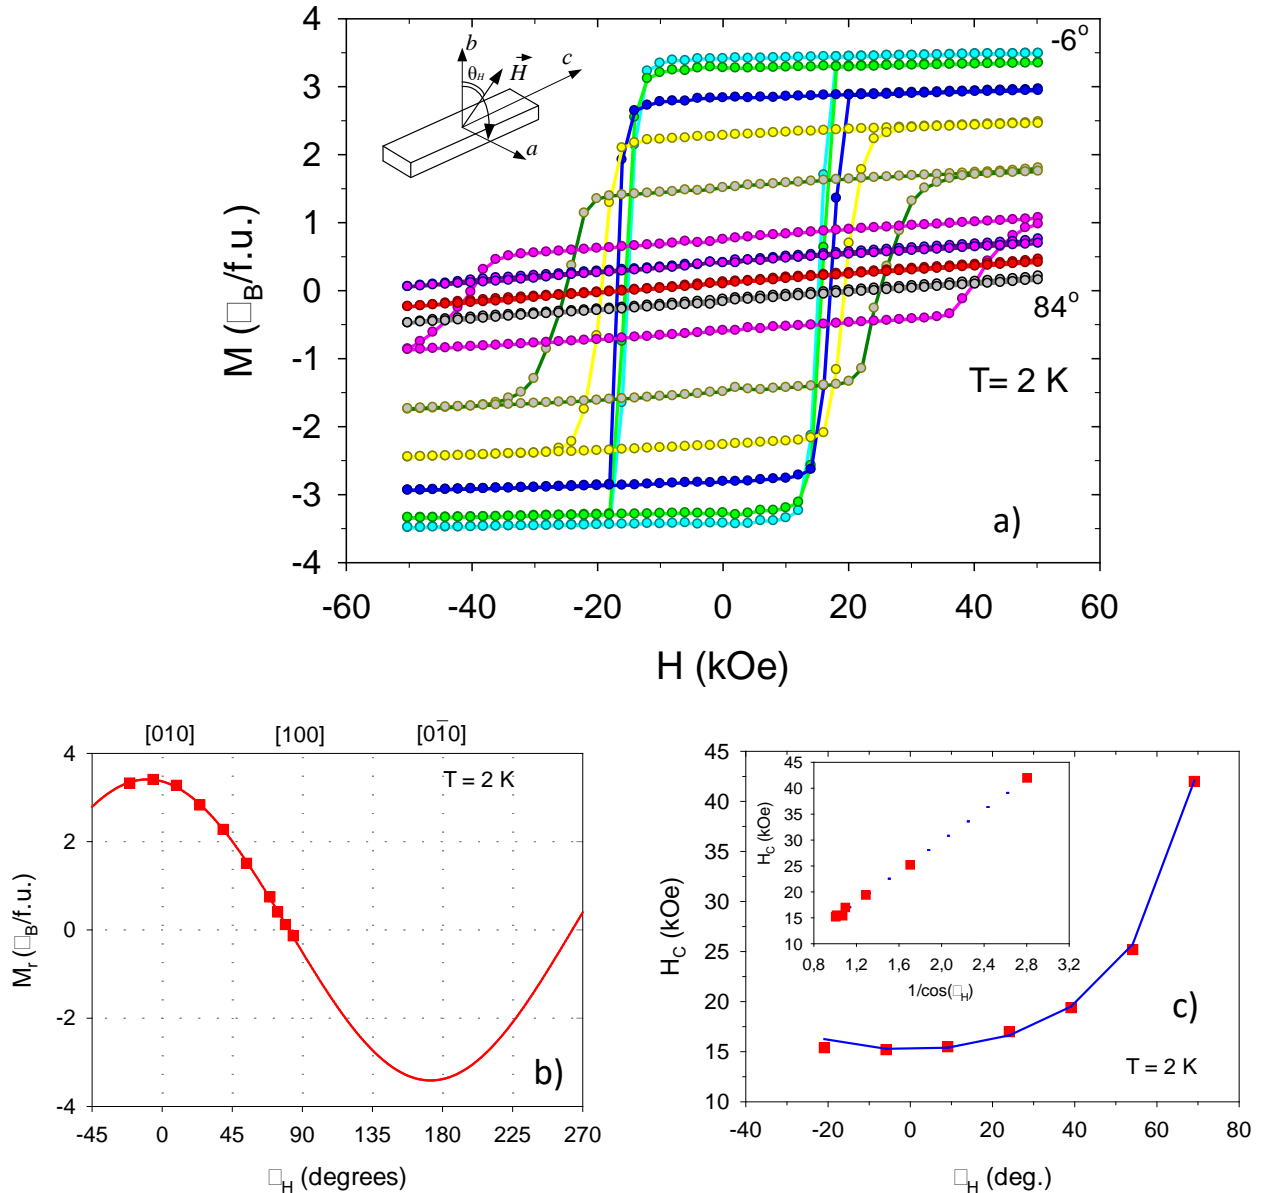 4
3
2
1
0
-1
-2
-3
-4
M (□B/f.u.)
-60 -40 -20 0 20 40 60
H (kOe)
b
θH
H
c
a
-6o
84o
T= 2 K
a)
[010] [100] [01̄0]
4
2
0
-2
-4
Mr (□B/f.u.)
T = 2 K
b)
-45 0 45 90 135 180 225 270
□H (degrees)
45
40
35
30
25
20
15
10
HC (kOe)
45
40
35
30
25
20
15
10
HC (kOe)
0,8 1,2 1,6 2,0 2,4 2,8 3,2
1/cos(□H)
c)
T = 2 K
-40 -20 0 20 40 60 80
□H (deg.)